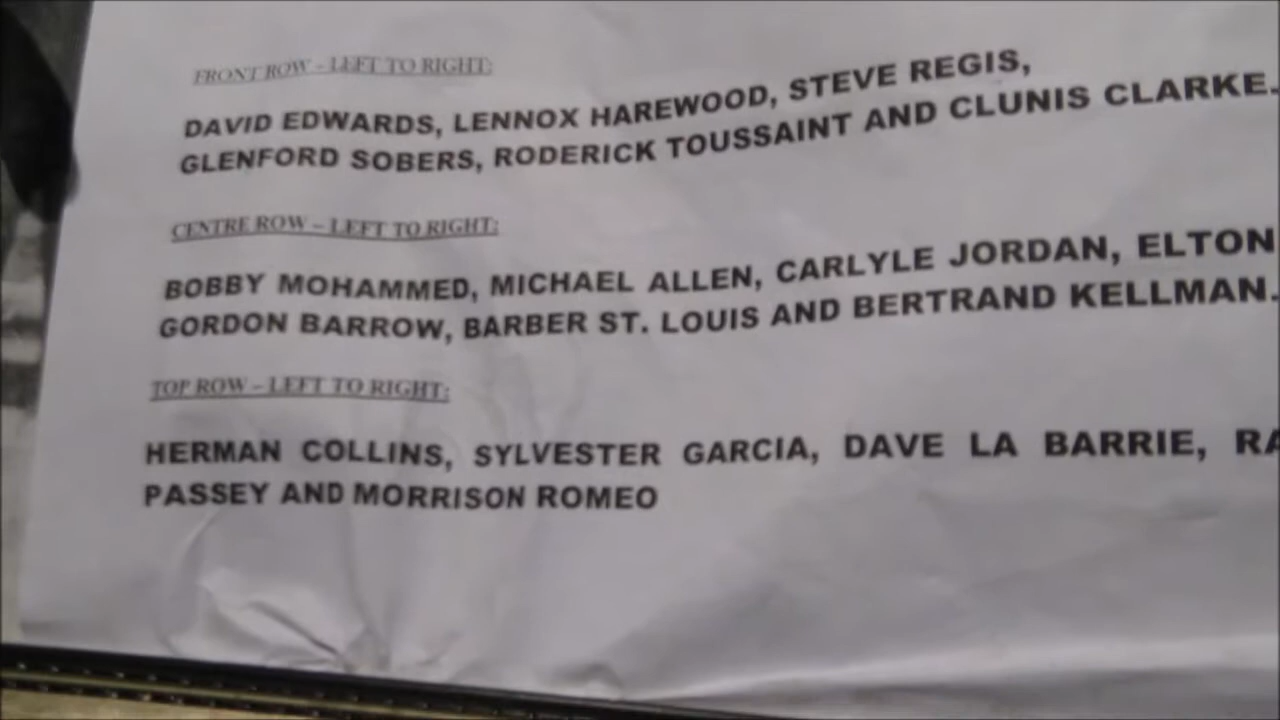 FRONT ROW – LEFT TO RIGHT:
DAVID EDWARDS, LENNOX HAREWOOD, STEVE REGIS,
GLENFORD SOBERS, RODERICK TOUSSAINT AND CLUNIS CLARKE.
CENTRE ROW – LEFT TO RIGHT:
BOBBY MOHAMMED, MICHAEL ALLEN, CARLYLE JORDAN, ELTON
GORDON BARROW, BARBER ST. LOUIS AND BERTRAND KELLMAN.
TOP ROW – LEFT TO RIGHT:
HERMAN COLLINS, SYLVESTER GARCIA, DAVE LA BARRIE,
PASSEY AND MORRISON ROMEO